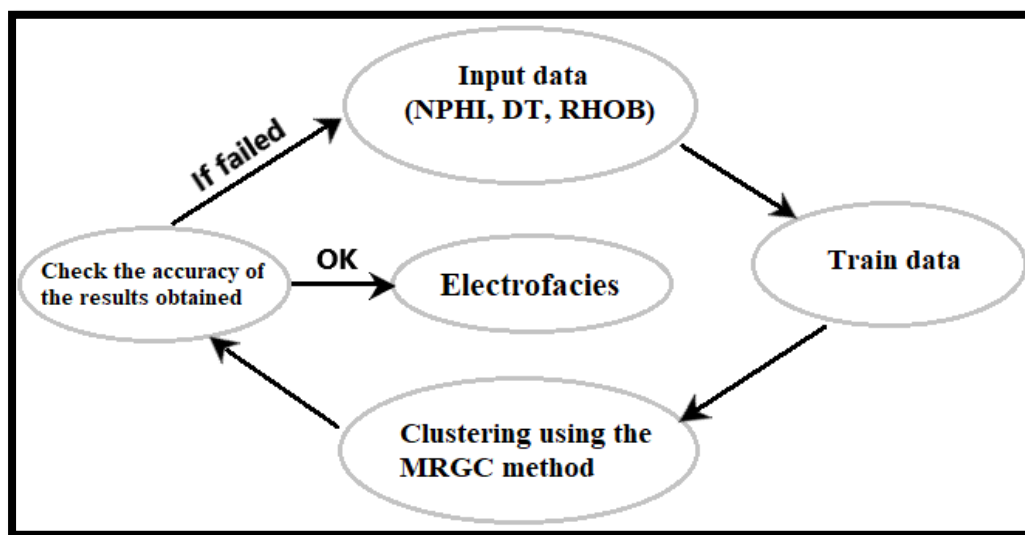 Input data
(NPHI, DT, RHOB)
If failed
Train data
OK
Check the accuracy of
the results obtained
Electrofacies
Clustering using the
MRGC method